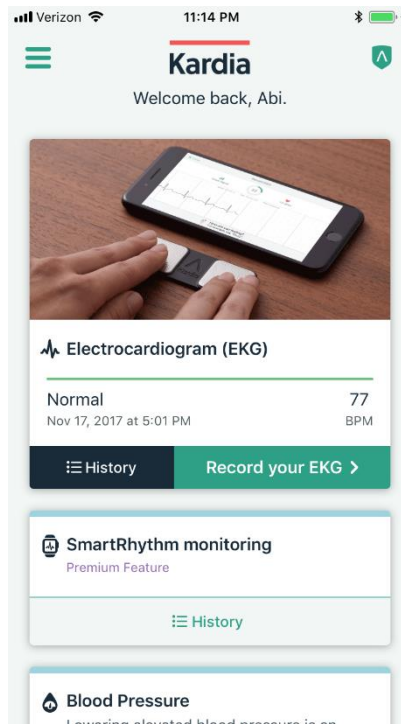 Verizon 11:14 PM
Kardia
Welcome back, Abi.
Electrocardiogram (EKG)
Normal 77
Nov 17, 2017 at 5:01 PM BPM
History Record your EKG >
SmartRhythm monitoring
Premium Feature
History
Blood Pressure
Lowering elevated blood pressure is an